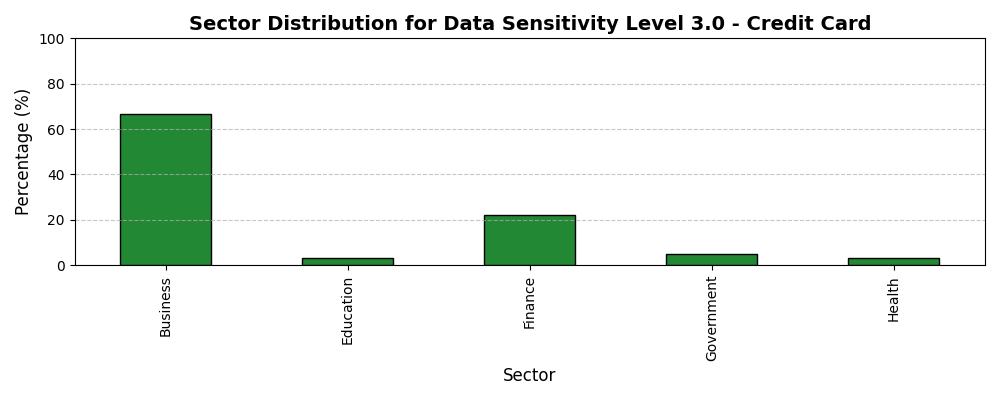 Sector Distribution for Data Sensitivity Level 3.0 - Credit Card
Percentage (%)
100
80
60
40
20
0
Business
Education
Finance
Government
Health
Sector